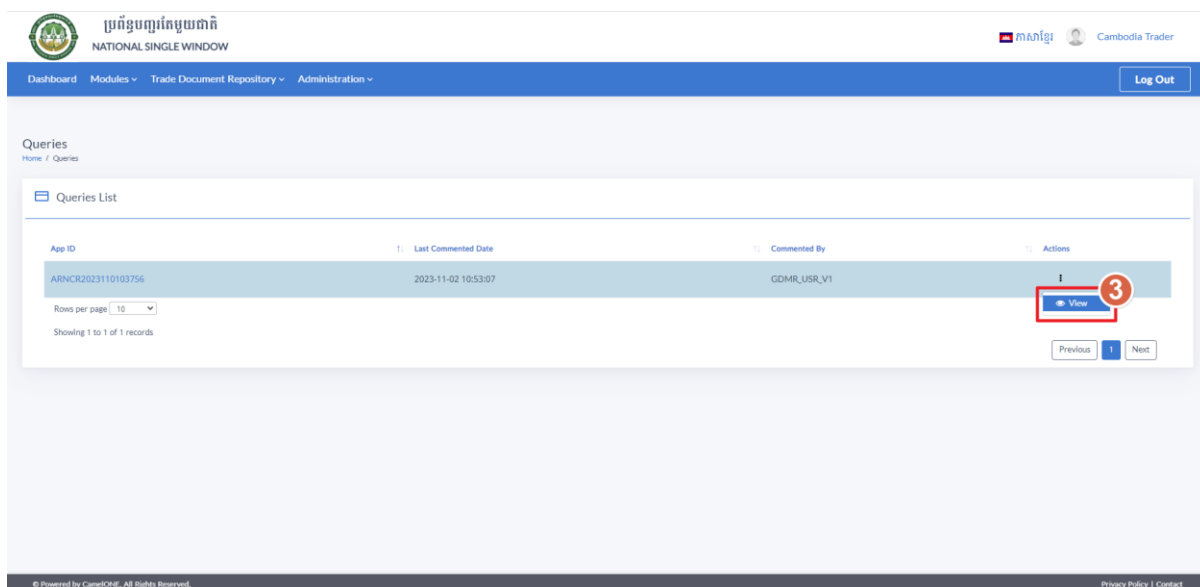 ប្រព័ន្ធបញ្ជរតែមួយជាតិ
NATIONAL SINGLE WINDOW
ភាសាខ្មែរ Cambodia Trader
Dashboard Modules Trade Document Repository Administration Log Out
Queries
Home / Queries
Queries List
App ID Last Commented Date Commented By Actions
ARNCR2023110103756 2023-11-02 10:53:07 GDMR_USR_V1
3
View
Rows per page 10
Showing 1 to 1 of 1 records
Previous 1 Next
© Powered by CamelONE. All Rights Reserved. Privacy Policy | Contact